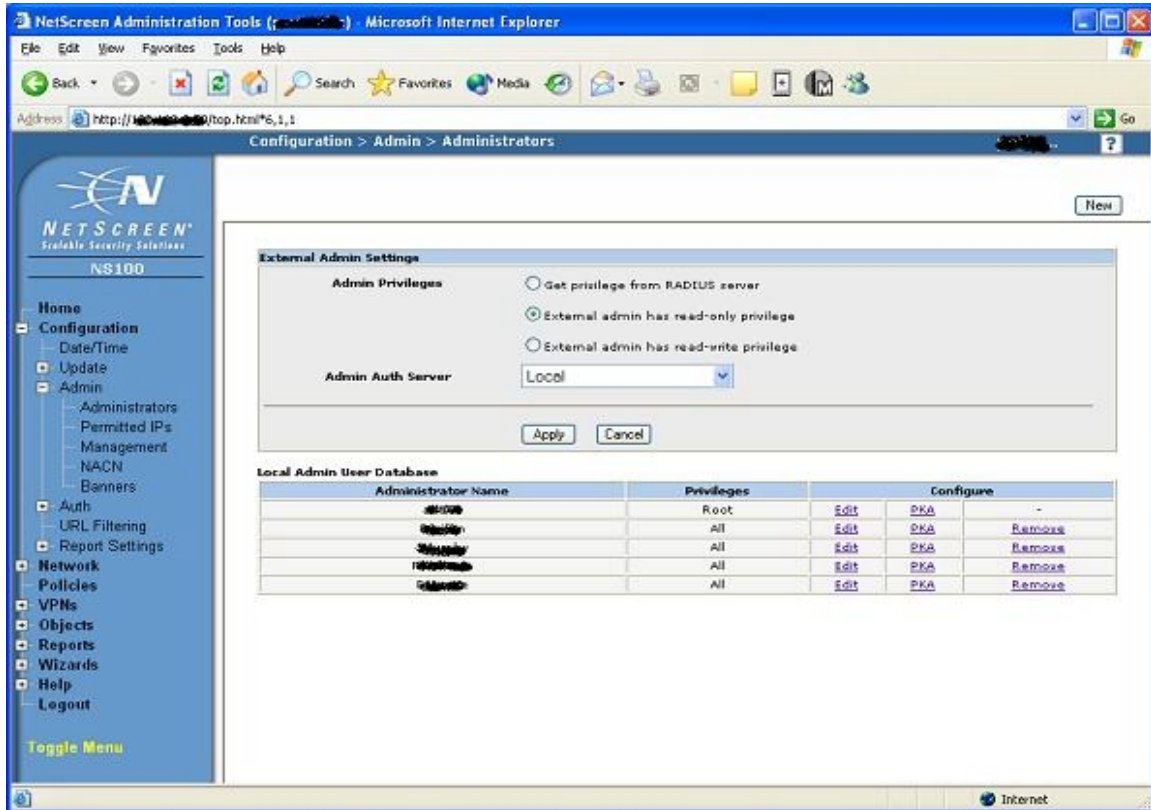 NetScreen Administration Tools ( ) - Microsoft Internet Explorer
File Edit View Favorites Tools Help
Back Search Favorites Media
Address http:// /top.html*6,1,1 Go
Configuration > Admin > Administrators ?
N
NETSCREEN
Scalable Security Solutions
NS100
Home
Configuration
Date/Time
Update
Admin
Administrators
Permitted IPs
Management
NACN
Banners
Auth
URL Filtering
Report Settings
Network
Policies
VPNs
Objects
Reports
Wizards
Help
Logout
Toggle Menu
New
External Admin Settings
Admin Privileges Get privilege from RADIUS server
External admin has read-only privilege
External admin has read-write privilege
Admin Auth Server Local
Apply Cancel
Local Admin User Database
Administrator Name Privileges Configure
Root Edit PKA -
All Edit PKA Remove
All Edit PKA Remove
All Edit PKA Remove
All Edit PKA Remove
Internet